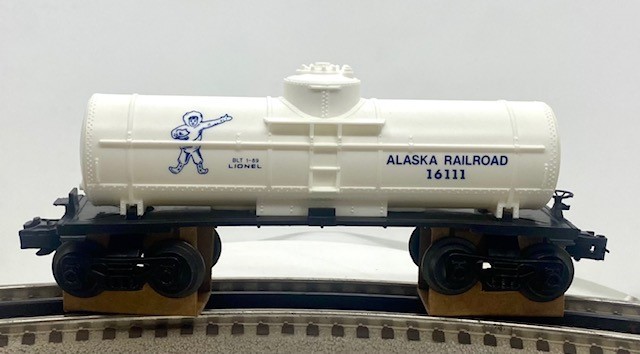 BLT 1-89
LIONEL
ALASKA RAILROAD
16111